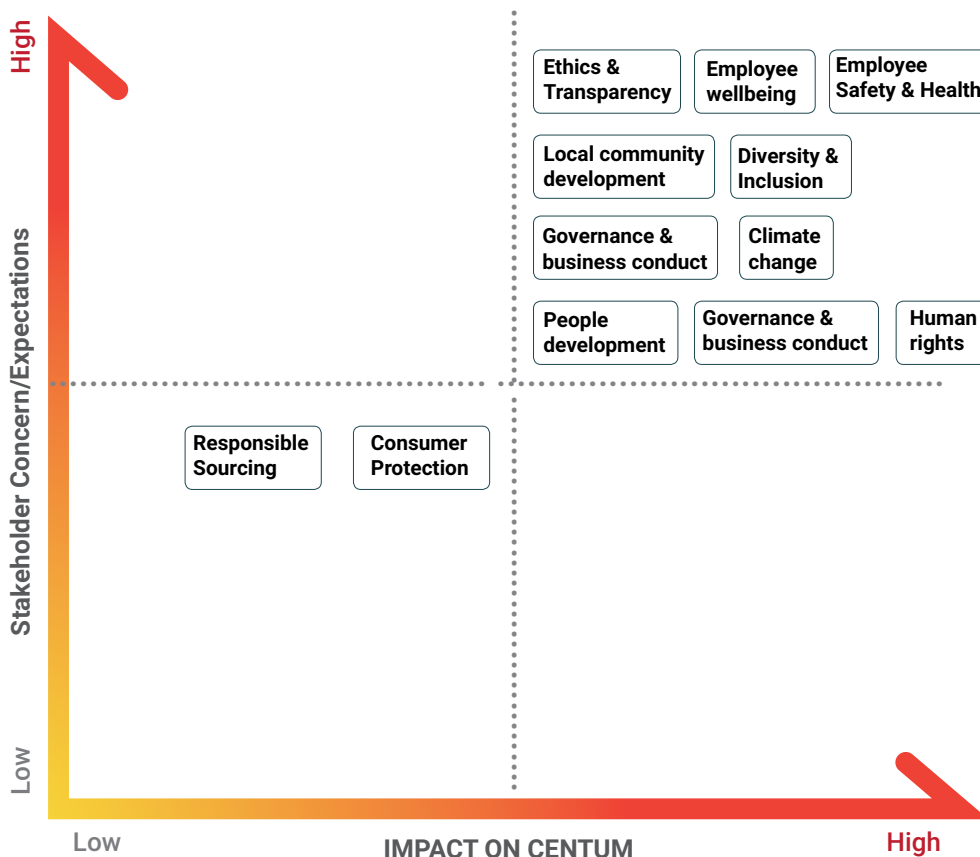 High
Ethics &
Transparency
Employee
wellbeing
Employee
Safety & Health
Local community
development
Diversity &
Inclusion
Governance &
business conduct
Climate
change
People
development
Governance &
business conduct
Human
rights
Stakeholder Concern/Expectations
Responsible
Sourcing
Consumer
Protection
Low
Low
IMPACT ON CENTUM
High